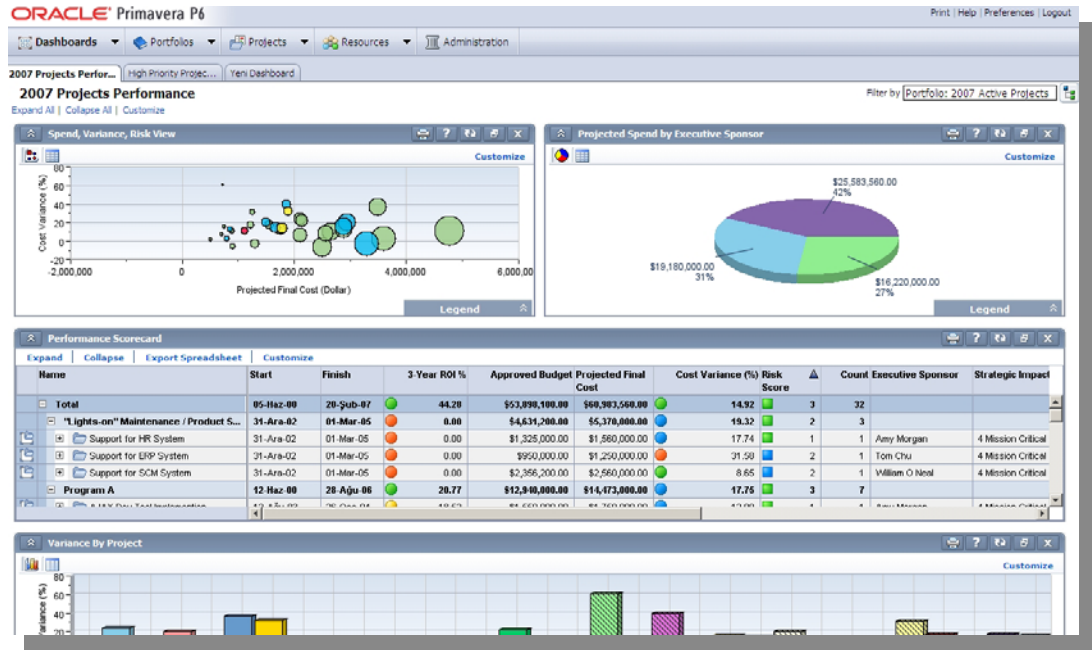 ORACLE Primavera P6
Print | Help | Preferences | Logout
Dashboards Portfolios Projects Resources Administration
2007 Projects Perfor... High Priority Projec... Yeni Dashboard
2007 Projects Performance
Filter by Portfolio: 2007 Active Projects
Expand All | Collapse All | Customize
Spend, Variance, Risk View
Customize
Cost Variance (%)
80
60
40
20
0
-20
-2,000,000 0 2,000,000 4,000,000 6,000,00
Projected Final Cost (Dollar)
Legend
Projected Spend by Executive Sponsor
Customize
$25,583,560.00
42%
$19,180,000.00
31%
$16,220,000.00
27%
Legend
Performance Scorecard
Expand | Collapse | Export Spreadsheet | Customize
Name Start Finish 3-Year ROI % Approved Budget Projected Final Cost Cost Variance (%) Risk Score Count Executive Sponsor Strategic Impact
Total 05-Haz-00 20-Şub-07 44.20 $53,898,100.00 $60,983,560.00 14.92 3 32
"Lights-on" Maintenance / Product S... 31-Ara-02 01-Mar-05 0.00 $4,631,200.00 $5,370,000.00 19.32 2 3
Support for HR System 31-Ara-02 01-Mar-05 0.00 $1,325,000.00 $1,560,000.00 17.74 1 1 Amy Morgan 4 Mission Critical
Support for ERP System 31-Ara-02 01-Mar-05 0.00 $950,000.00 $1,250,000.00 31.58 2 1 Tom Chu 4 Mission Critical
Support for SCM System 31-Ara-02 01-Mar-05 0.00 $2,356,200.00 $2,560,000.00 8.65 2 1 William O Neal 4 Mission Critical
Program A 12-Haz-00 28-Ağu-06 20.77 $12,940,000.00 $14,473,000.00 17.75 3 7
Variance By Project
Customize
Variance (%)
80
60
40
20